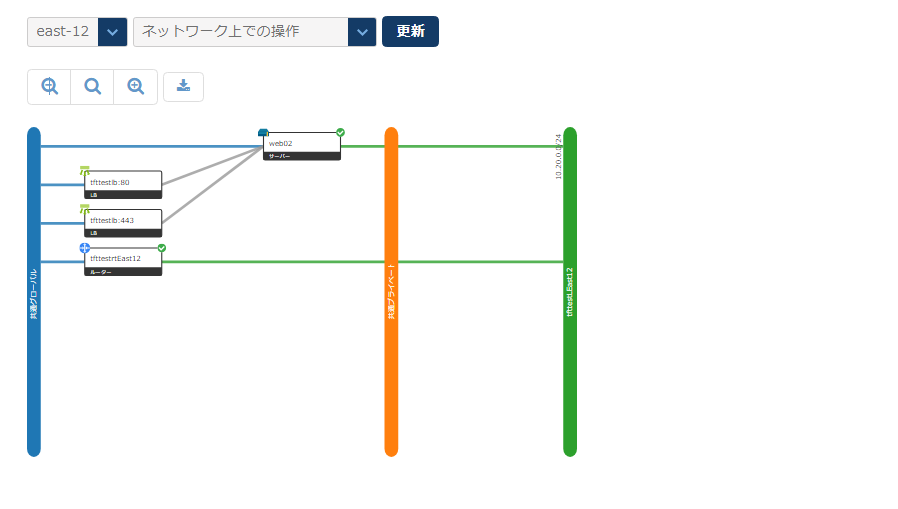 east-12
ネットワーク上での操作
更新
web02
サーバー
tfttestlb:80
LB
tfttestlb:443
LB
tfttestrtEast12
ルーター
共通グローバル
共通プライベート
10.20.0.0/24
tfttestLEast12